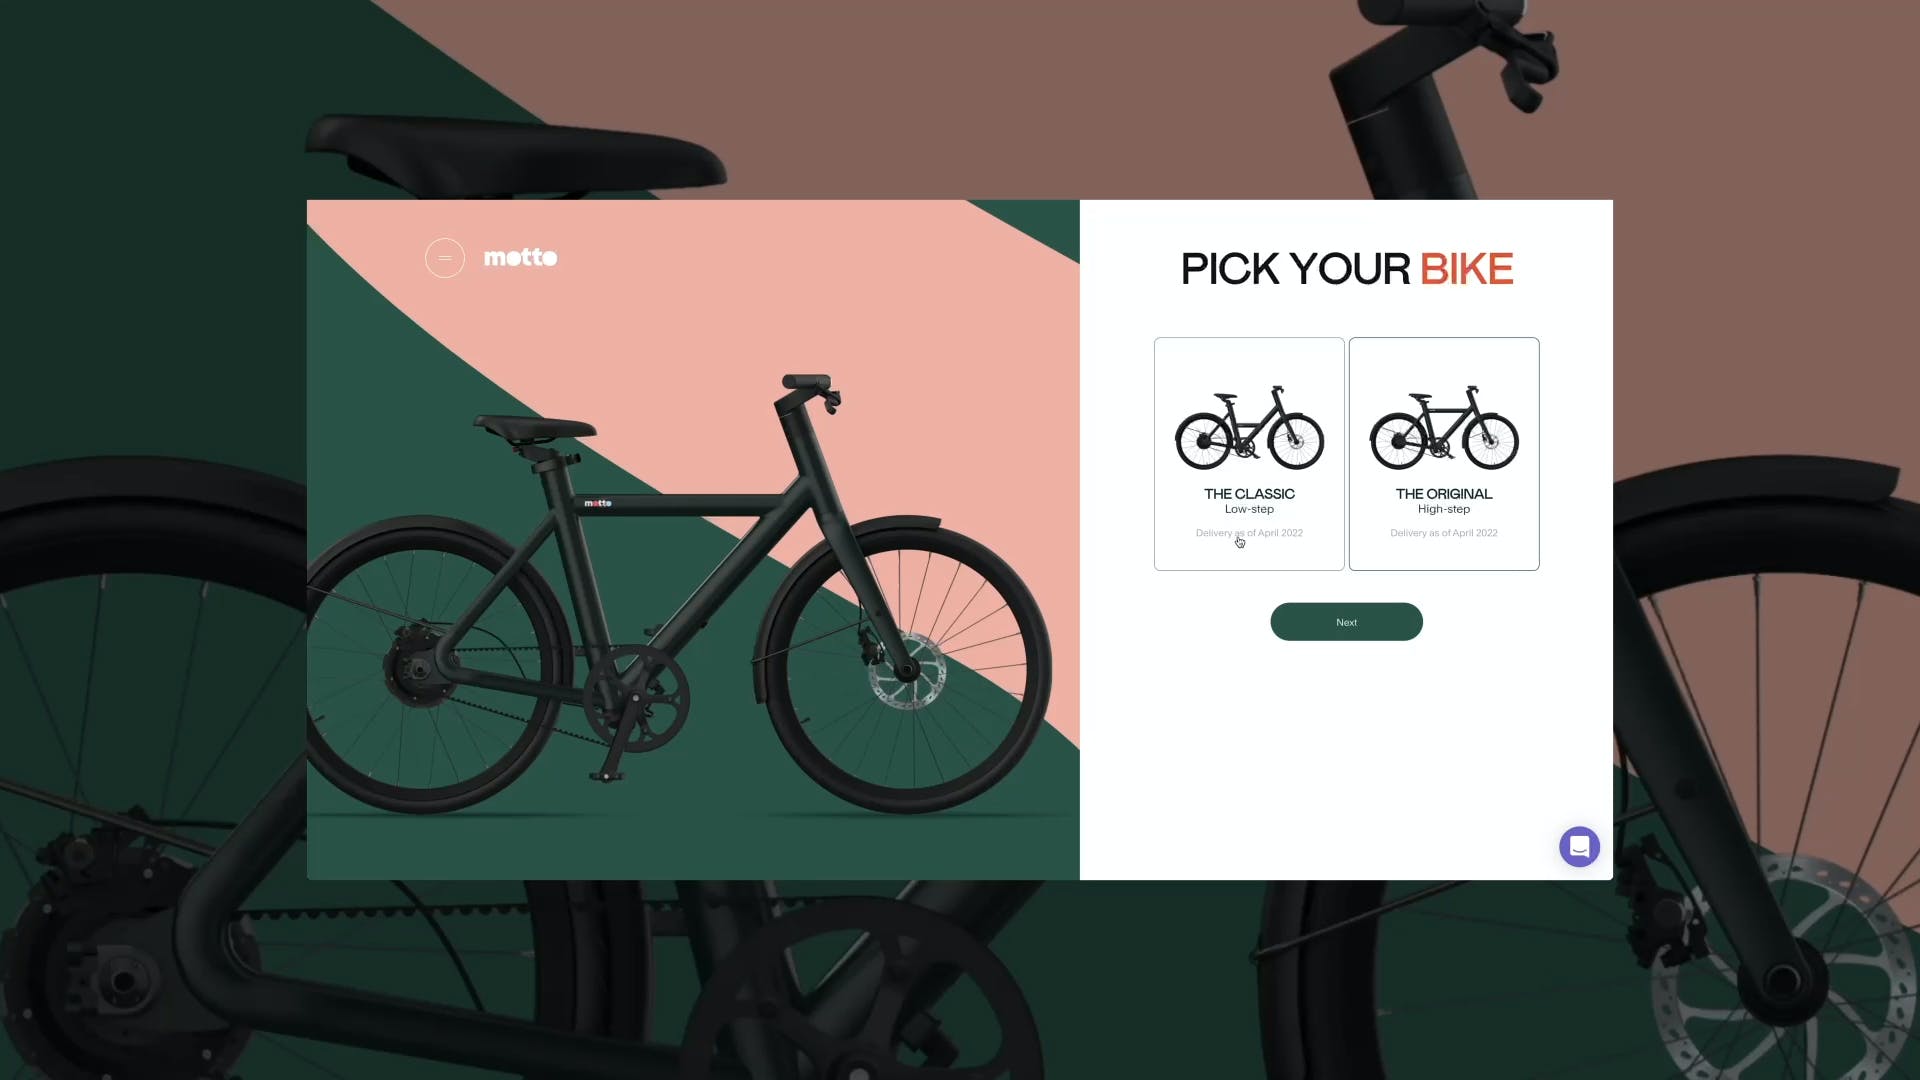 motto
motto
PICK YOUR BIKE
THE CLASSIC
Low-step
Delivery as of April 2022
THE ORIGINAL
High-step
Delivery as of April 2022
Next